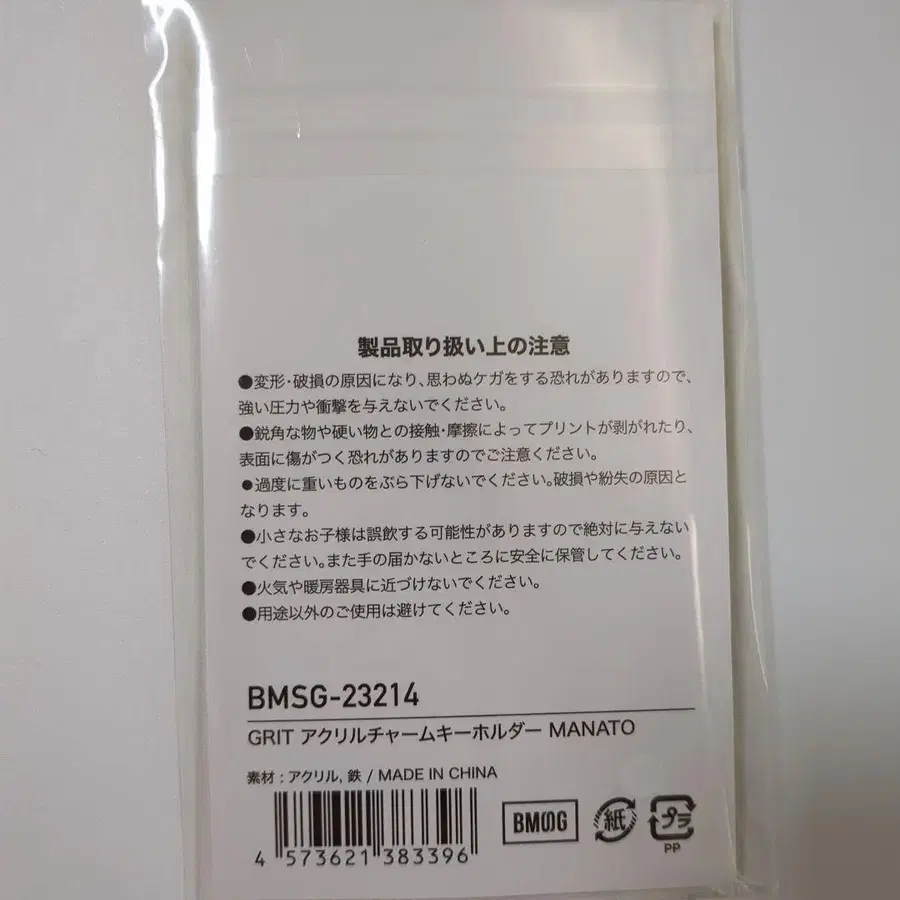 製品取り扱い上の注意
●変形・破損の原因になり、思わぬケガをする恐れがありますので、
強い圧力や衝撃を与えないでください。
●鋭角な物や硬い物との接触・摩擦によってプリントが剥がれたり、
表面に傷がつく恐れがありますのでご注意ください。
●過度に重いものをぶら下げないでください。破損や紛失の原因と
なります。
●小さなお子様は誤飲する可能性がありますので絶対に与えない
でください。また手の届かないところに安全に保管してください。
●火気や暖房器具に近づけないでください。
●用途以外のご使用は避けてください。
BMSG-23214
GRIT アクリルチャームキーホルダー MANATO
素材 : アクリル, 鉄 / MADE IN CHINA
4 573621 383396
BMSG
紙
プラ
PP